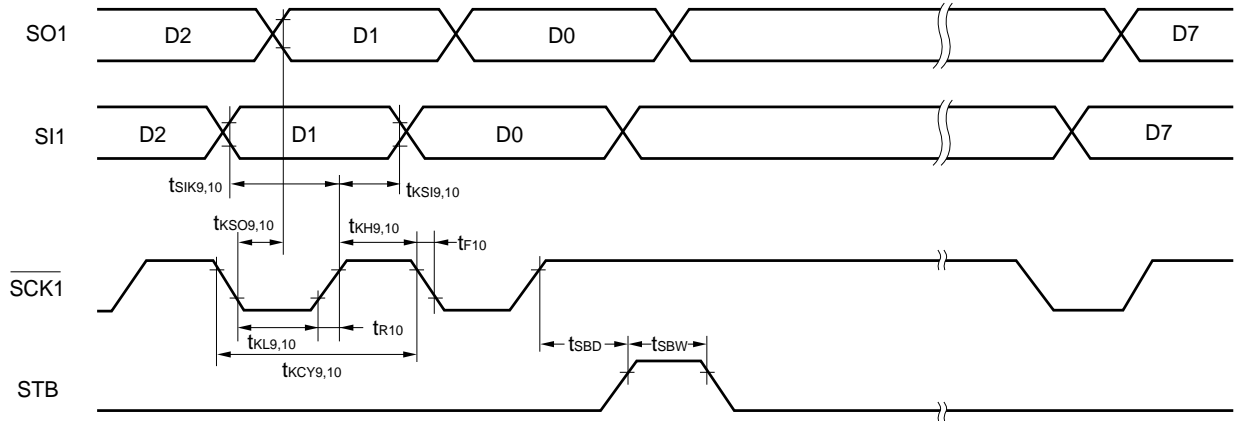 SO1 D2 D1 D0 D7
SI1 D2 D1 D0 D7
tSIK9,10 tKSI9,10
tKSO9,10 tKH9,10 tF10
SCK1
tKL9,10 tR10 tSBD tSBW
tKCY9,10
STB